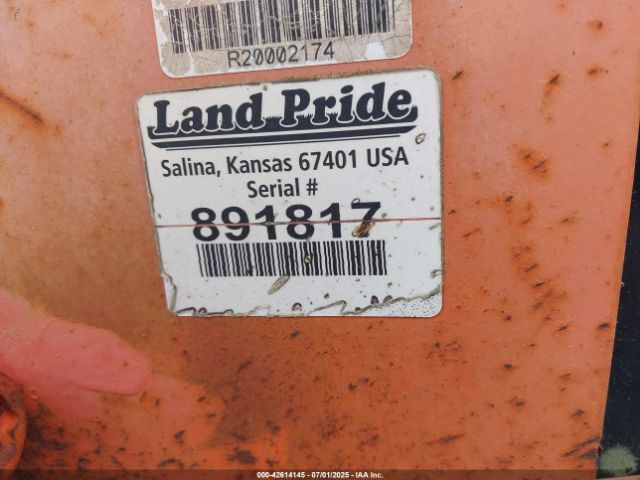 R20002174
Land Pride
Salina, Kansas 67401 USA
Serial #
891817
000-42614145 - 07/01/2025 - IAA Inc.